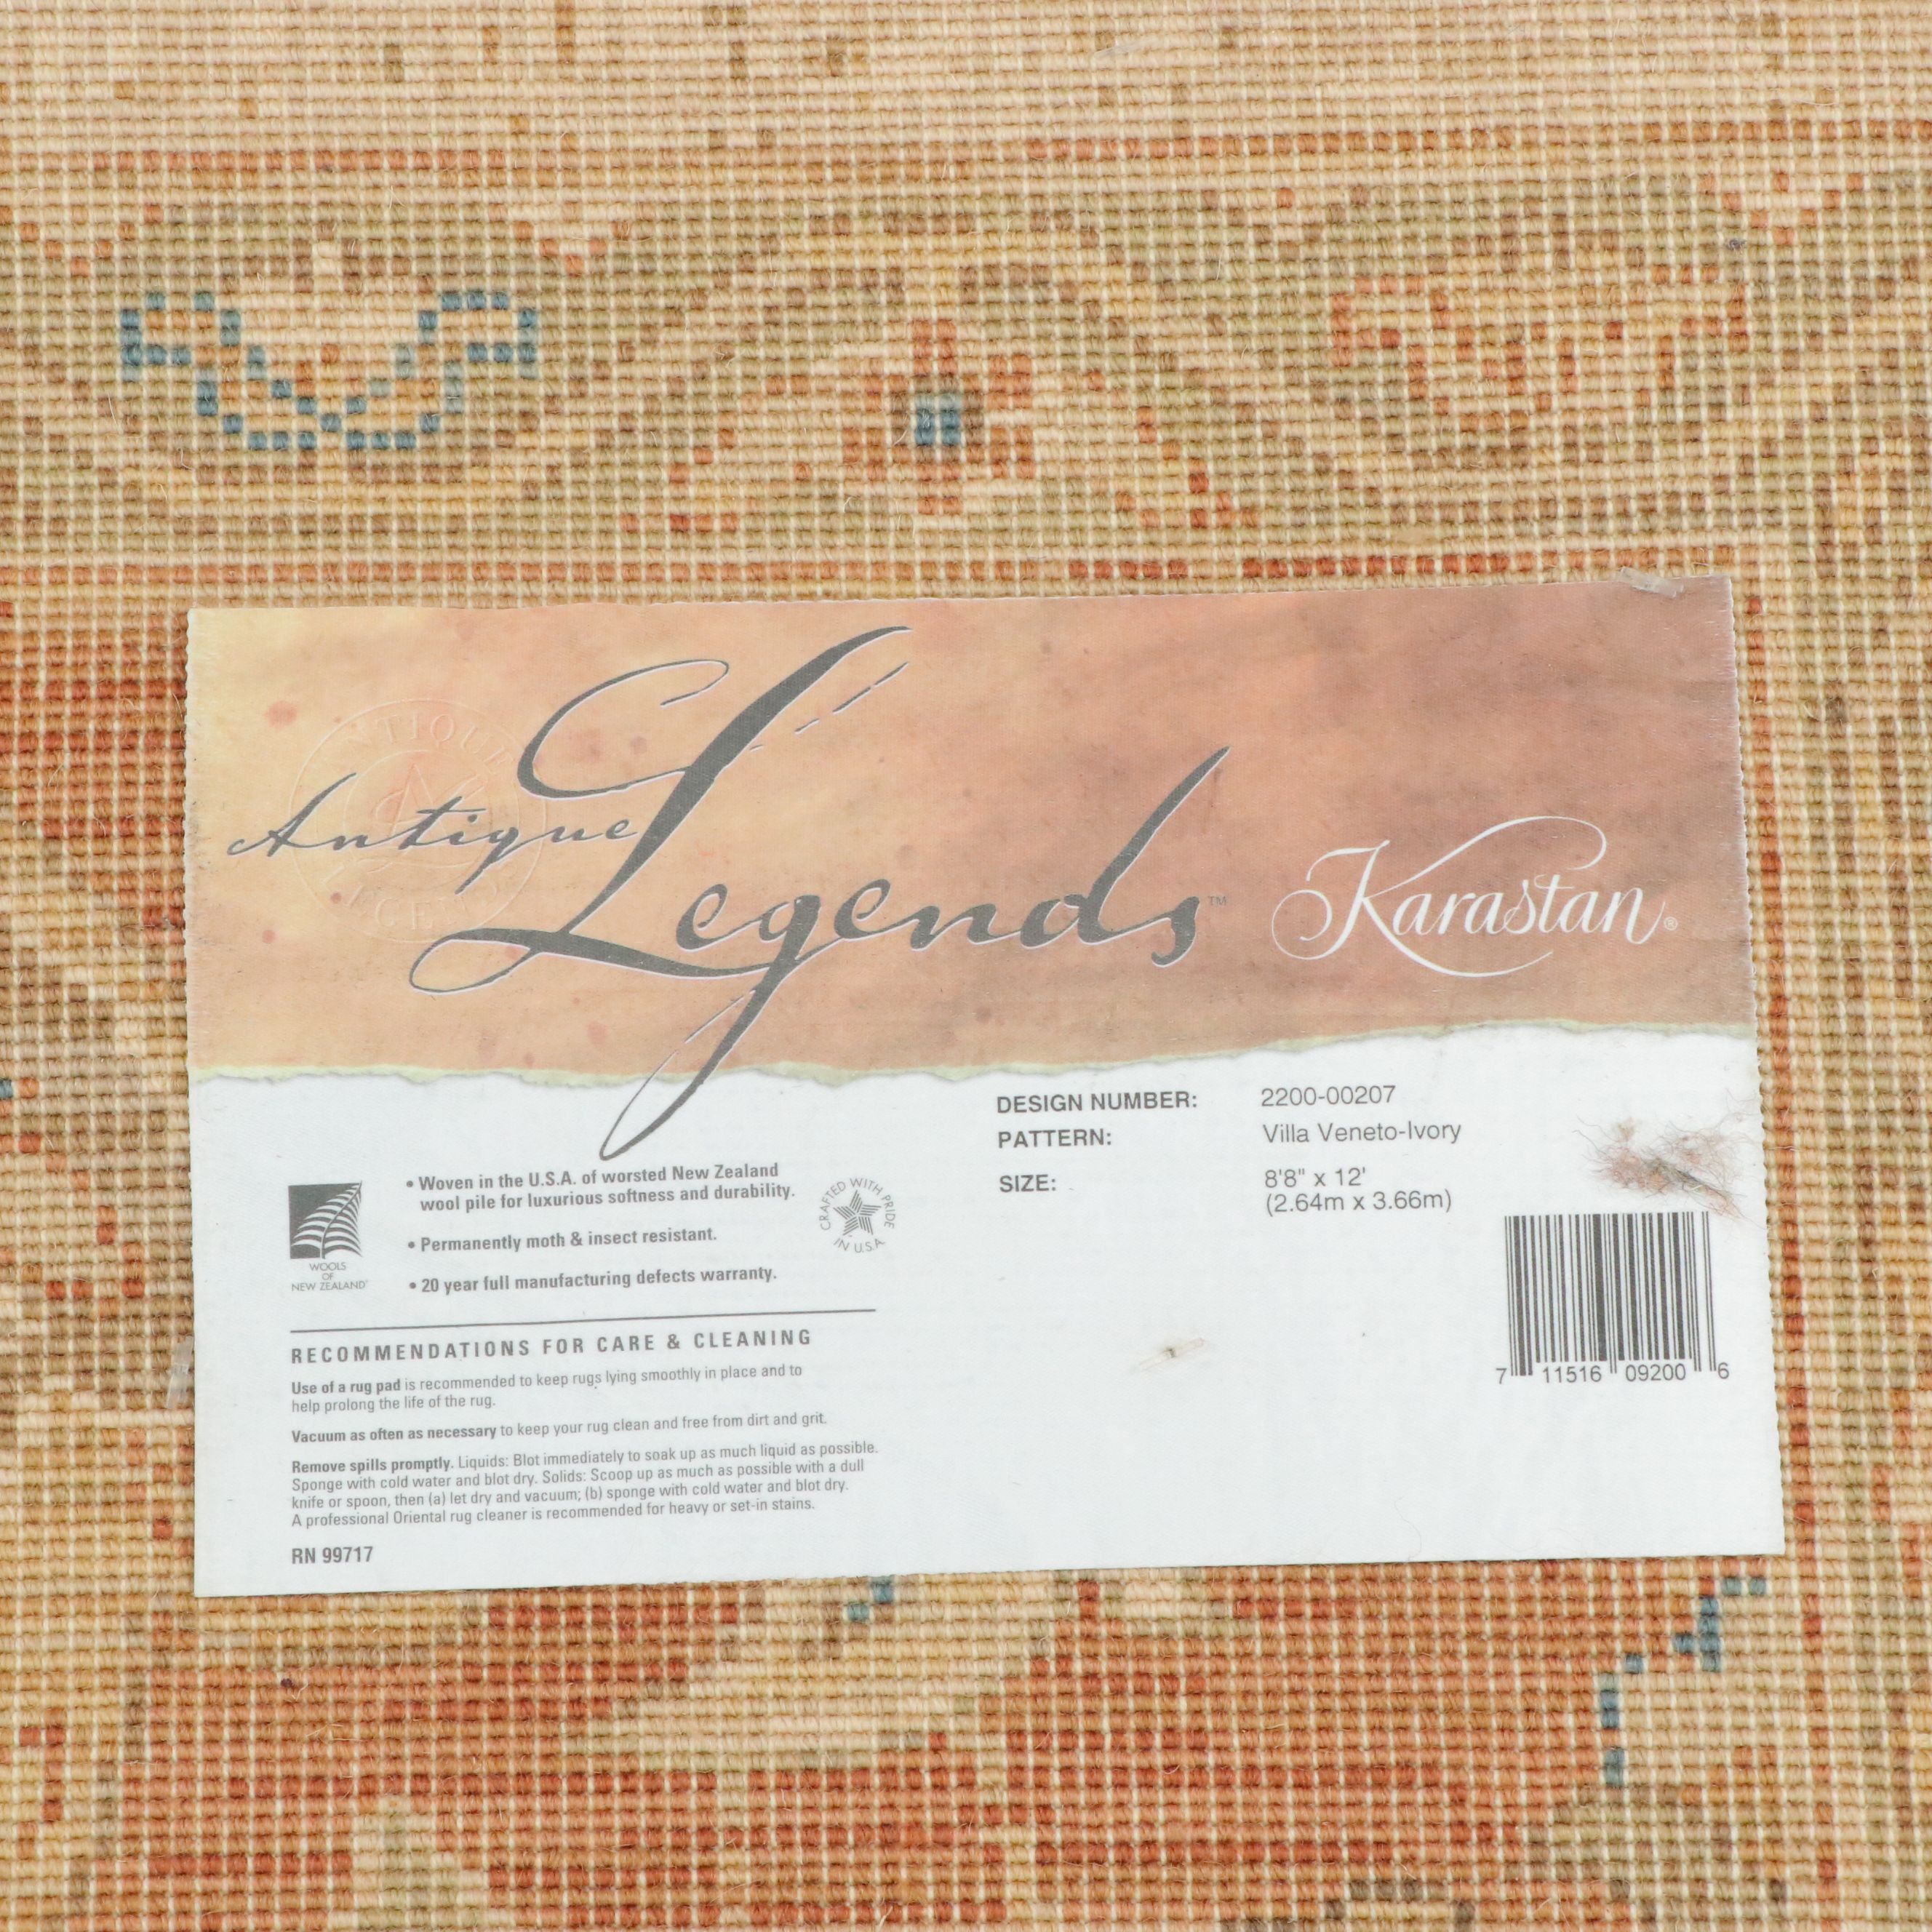 ANTIQUE
LEGENDS
Antique
Legends™
Karastan®
DESIGN NUMBER: 2200-00207
PATTERN: Villa Veneto-Ivory
SIZE: 8'8" x 12'
(2.64m x 3.66m)
WOOLS
OF
NEW ZEALAND
• Woven in the U.S.A. of worsted New Zealand
wool pile for luxurious softness and durability.
• Permanently moth & insect resistant.
• 20 year full manufacturing defects warranty.
CRAFTED WITH PRIDE
IN U.S.A.
RECOMMENDATIONS FOR CARE & CLEANING
Use of a rug pad is recommended to keep rugs lying smoothly in place and to
help prolong the life of the rug.
Vacuum as often as necessary to keep your rug clean and free from dirt and grit.
Remove spills promptly. Liquids: Blot immediately to soak up as much liquid as possible.
Sponge with cold water and blot dry. Solids: Scoop up as much as possible with a dull
knife or spoon, then (a) let dry and vacuum; (b) sponge with cold water and blot dry.
A professional Oriental rug cleaner is recommended for heavy or set-in stains.
RN 99717
7 11516 09200 6